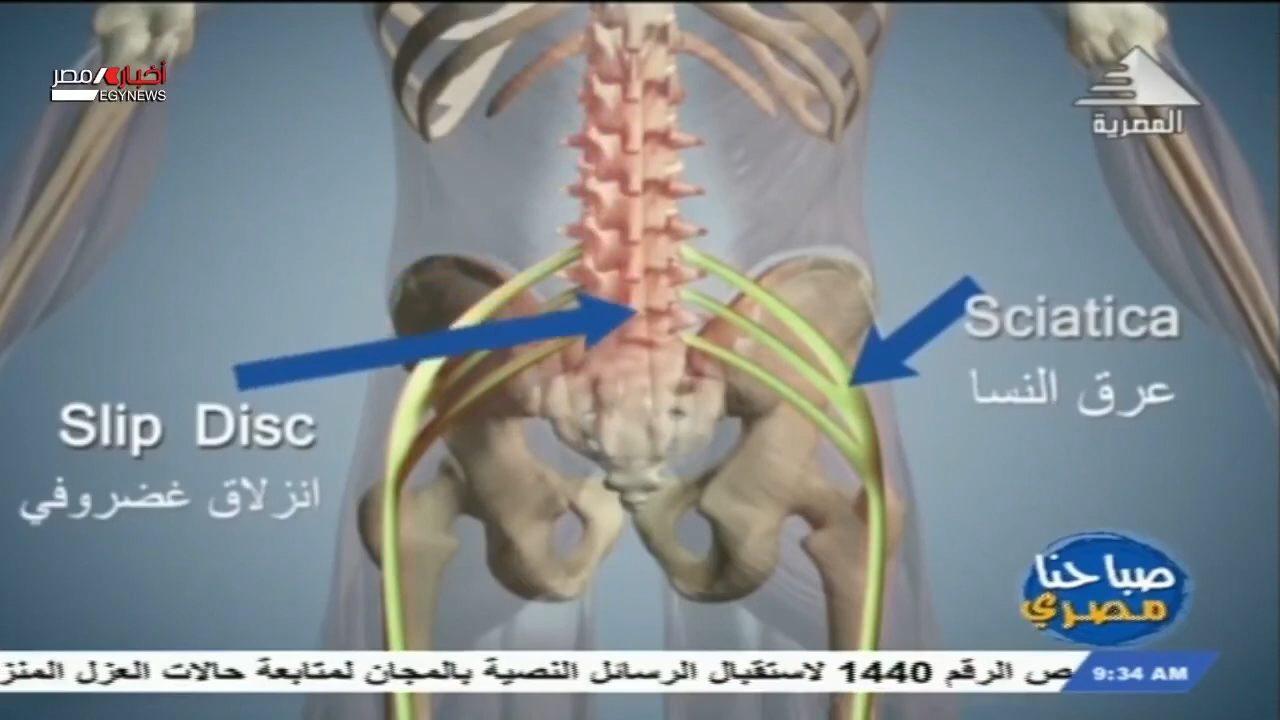 أخبار مصر
EGYNEWS
المصرية
Sciatica
عرق النسا
Slip Disc
انزلاق غضروفي
صباحنا
مصري
ص الرقم 1440 لاستقبال الرسائل النصية بالمجان لمتابعة حالات العزل المنز
9:34 AM